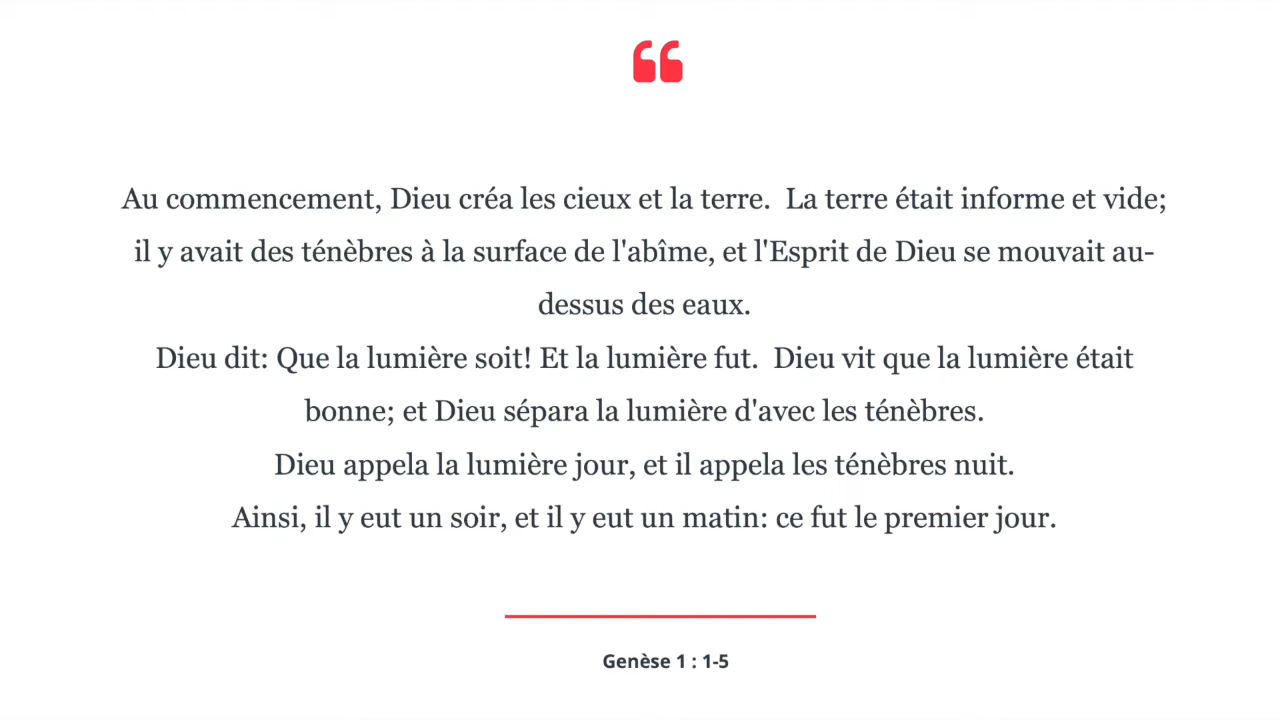 Au commencement, Dieu créa les cieux et la terre.  La terre était informe et vide;
il y avait des ténèbres à la surface de l'abîme, et l'Esprit de Dieu se mouvait au-
dessus des eaux.
Dieu dit: Que la lumière soit! Et la lumière fut.  Dieu vit que la lumière était
bonne; et Dieu sépara la lumière d'avec les ténèbres.
Dieu appela la lumière jour, et il appela les ténèbres nuit.
Ainsi, il y eut un soir, et il y eut un matin: ce fut le premier jour.
Genèse 1 : 1-5